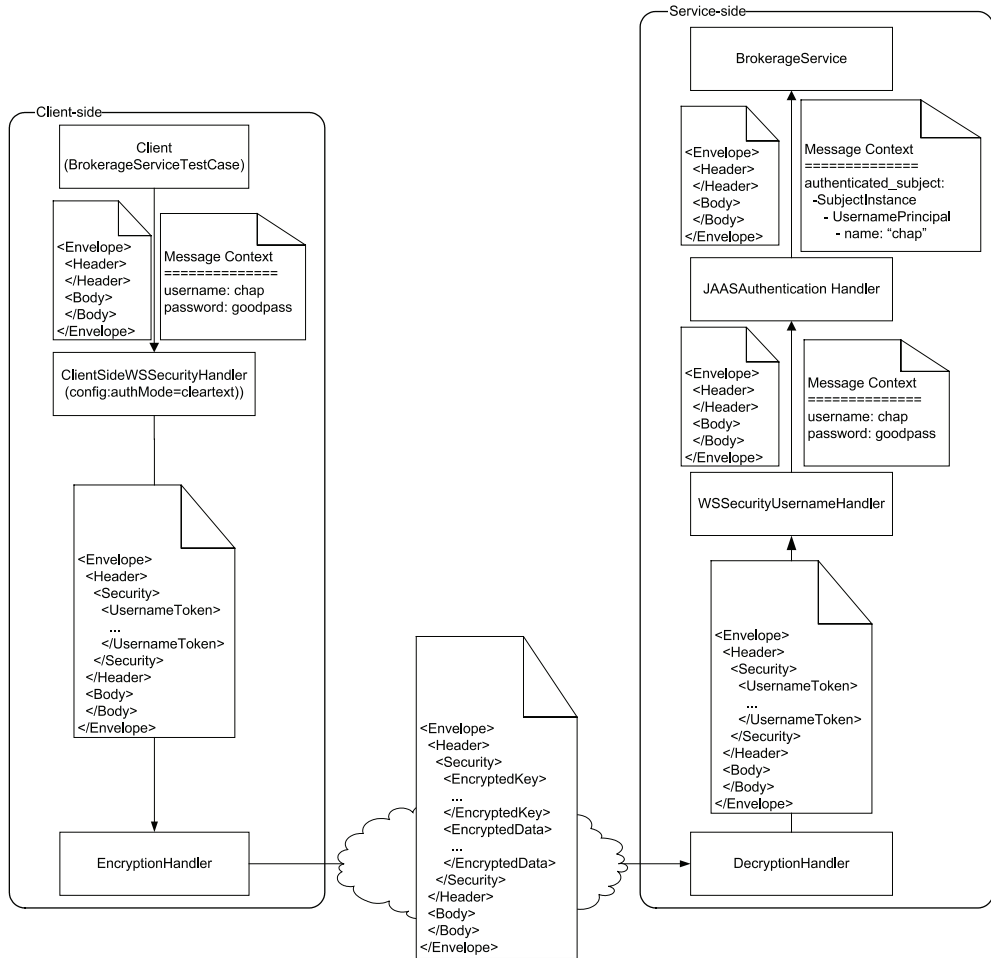 Client-side
Client
(BrokerageServiceTestCase)
<Envelope>
<Header>
</Header>
<Body>
</Body>
</Envelope>
Message Context
==============
username: chap
password: goodpass
ClientSideWSSecurityHandler
(config:authMode=cleartext))
<Envelope>
<Header>
<Security>
<UsernameToken>
...
</UsernameToken>
</Security>
</Header>
<Body>
</Body>
</Envelope>
EncryptionHandler
<Envelope>
<Header>
<Security>
<EncryptedKey>
...
</EncryptedKey>
<EncryptedData>
...
</EncryptedData>
</Security>
</Header>
<Body>
</Body>
</Envelope>
Service-side
BrokerageService
<Envelope>
<Header>
</Header>
<Body>
</Body>
</Envelope>
Message Context
==============
authenticated_subject:
-SubjectInstance
- UsernamePrincipal
- name: “chap”
JAASAuthentication Handler
<Envelope>
<Header>
</Header>
<Body>
</Body>
</Envelope>
Message Context
==============
username: chap
password: goodpass
WSSecurityUsernameHandler
<Envelope>
<Header>
<Security>
<UsernameToken>
...
</UsernameToken>
</Security>
</Header>
<Body>
</Body>
</Envelope>
DecryptionHandler